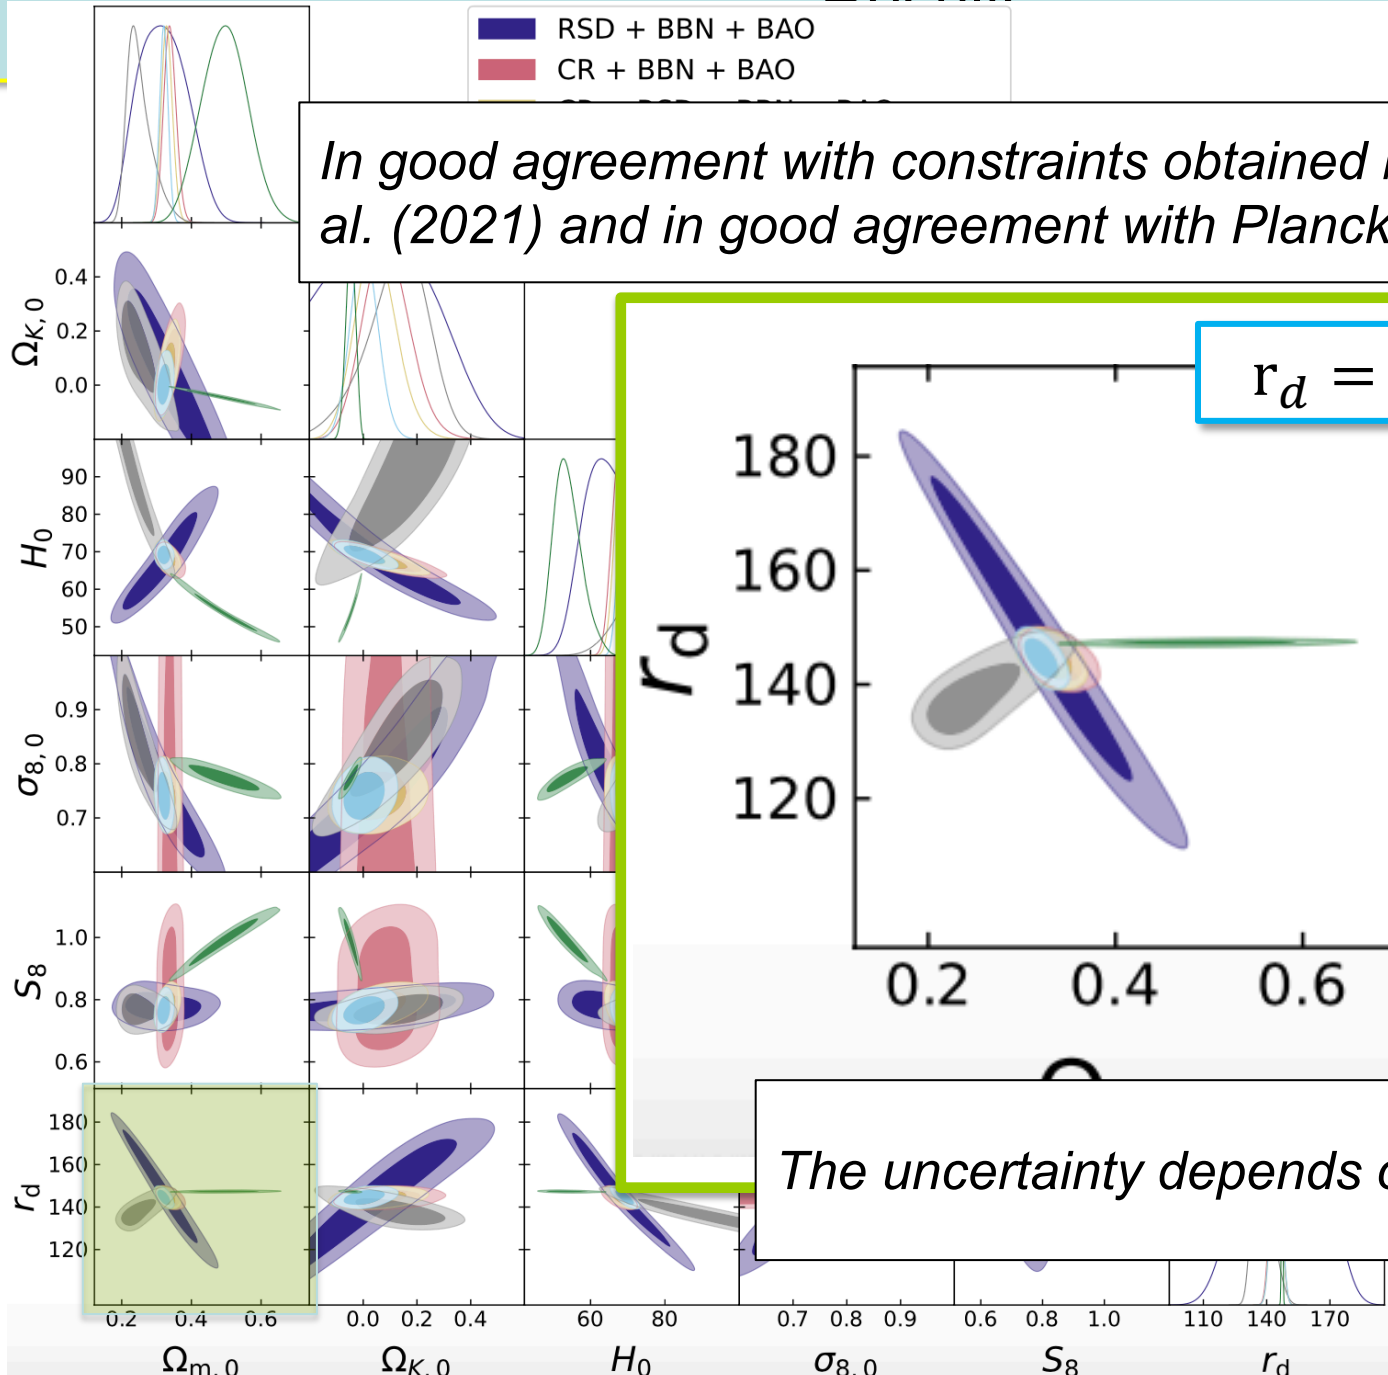 RSD + BBN + BAO
CR + BBN + BAO
In good agreement with constraints obtained
al. (2021) and in good agreement with Planck
r_d =
Ω_K,0
0.4
0.2
0.0
H_0
90
80
70
60
50
σ_8,0
0.9
0.8
0.7
S_8
1.0
0.8
0.6
r_d
180
160
140
120
r_d
180
160
140
120
0.2 0.4 0.6
The uncertainty depends
0.2 0.4 0.6 0.0 0.2 0.4 60 80 0.7 0.8 0.9 0.6 0.8 1.0 110 140 170
Ω_m,0 Ω_K,0 H_0 σ_8,0 S_8 r_d